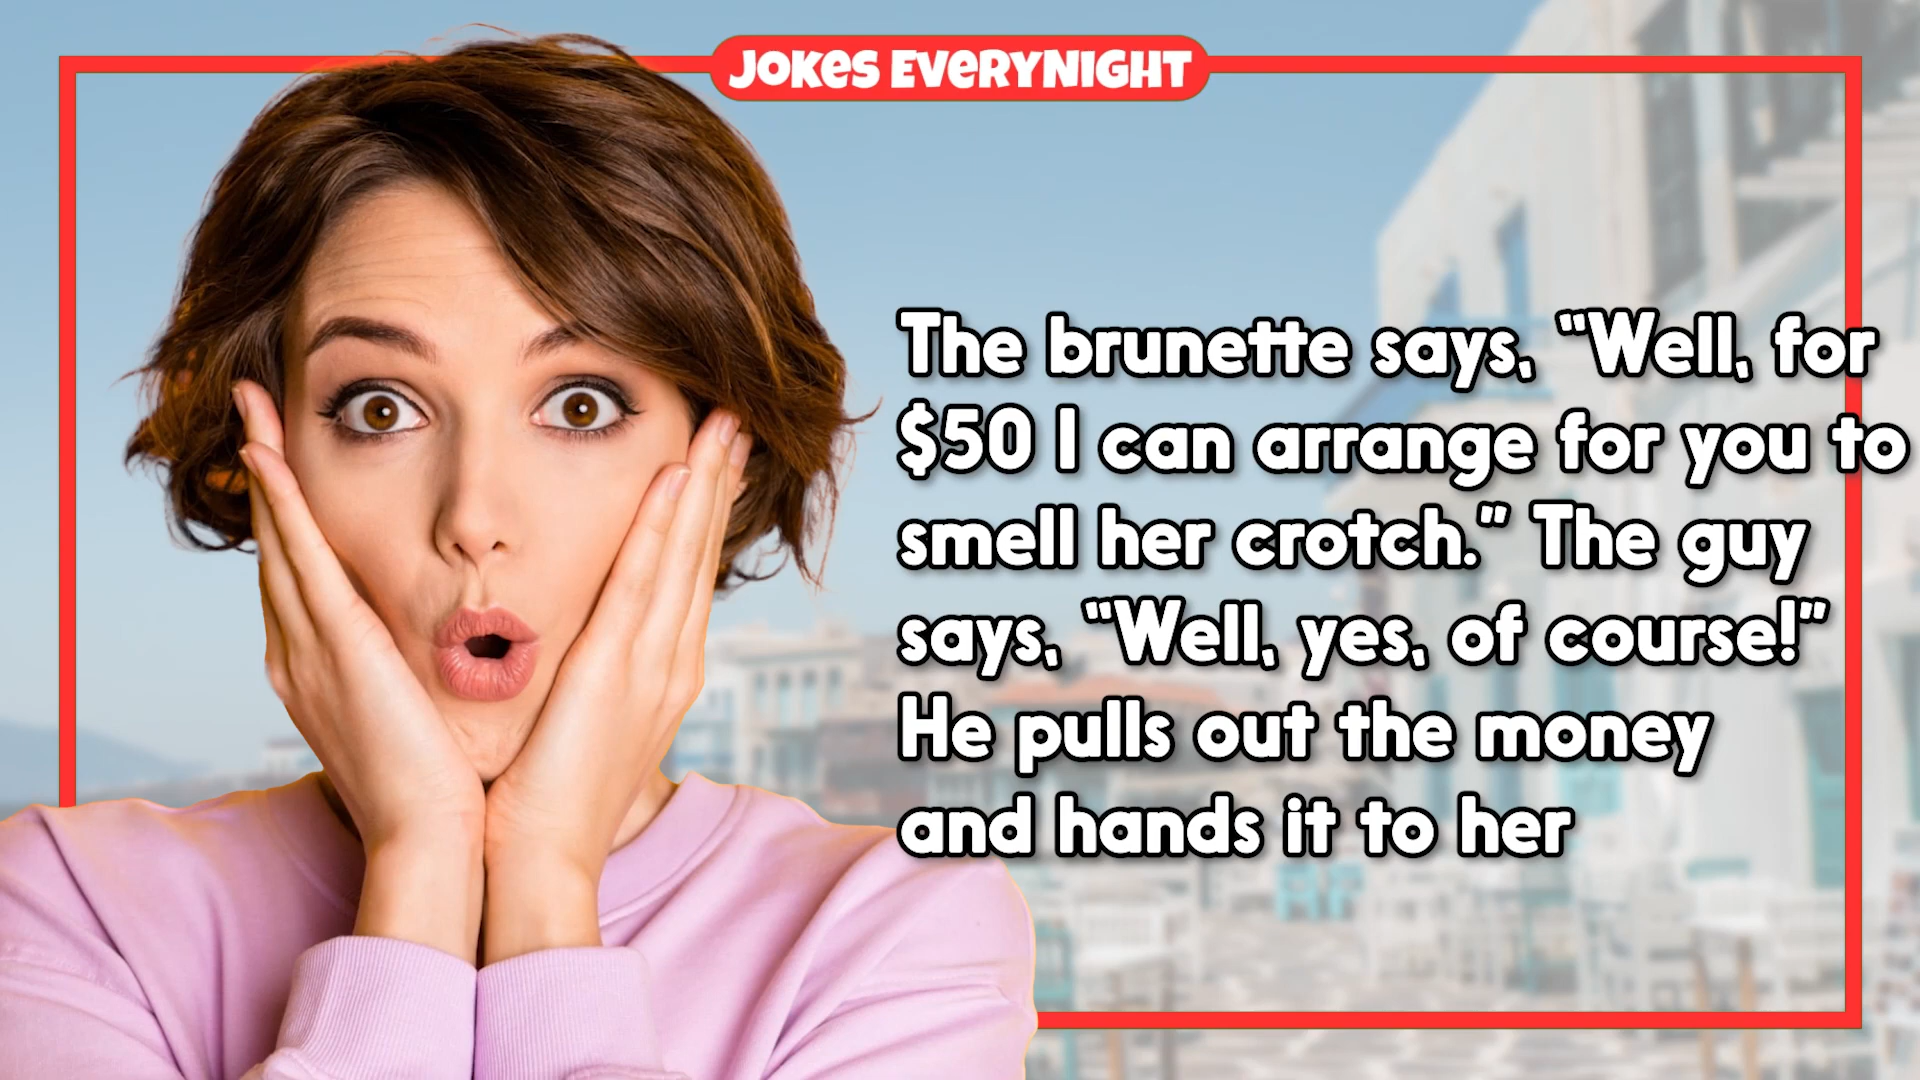 JOKES EVERYNIGHT
The brunette says, "Well, for
$50 I can arrange for you to
smell her crotch." The guy
says, "Well, yes, of course!"
He pulls out the money
and hands it to her